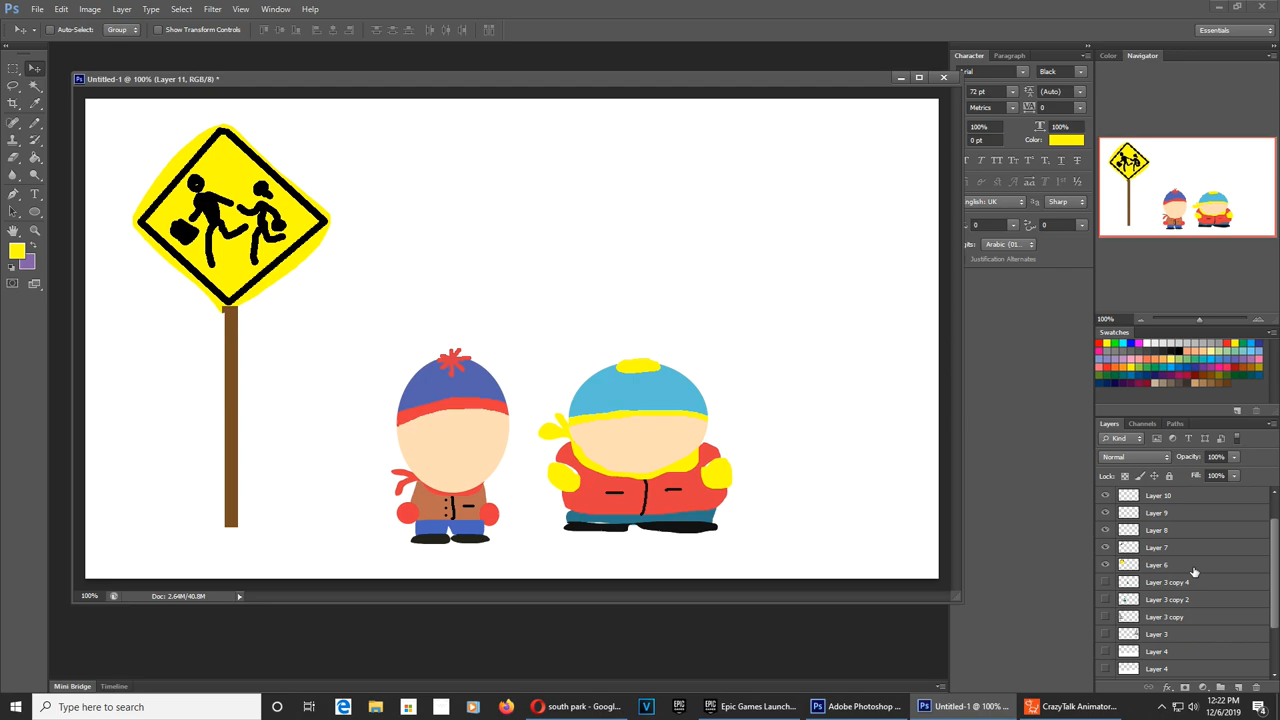 Ps File Edit Image Layer Type Select Filter View Window Help
Auto-Select: Group Show Transform Controls Essentials
Character Paragraph Color Navigator
Untitled-1 @ 100% (Layer 11, RGB/8) *
rial Black
72 pt (Auto)
Metrics 0
100% 100%
0 pt Color:
English: UK Sharp
0 0
its: Arabic (01...
Justification Alternates
100%
Swatches
Layers Channels Paths
Kind
Normal Opacity: 100%
Lock: Fill: 100%
Layer 10
Layer 9
Layer 8
Layer 7
Layer 6
Layer 3 copy 4
Layer 3 copy 2
Layer 3 copy
Layer 3
Layer 4
Layer 4
100% Doc: 2.64M/40.8M
Mini Bridge Timeline
Type here to search
south park - Googl...
Epic Games Launch...
Adobe Photoshop ...
Untitled-1 @ 100% ...
CrazyTalk Animator...
12:22 PM
12/6/2019
4